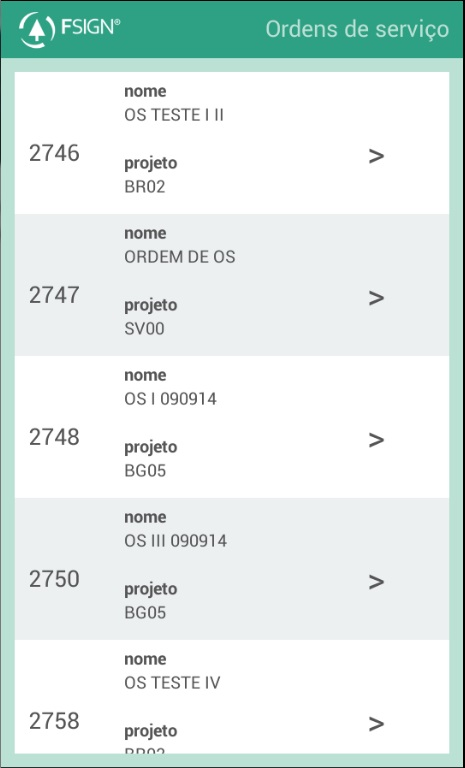 FSIGN®
Ordens de serviço
nome
OS TESTE I II
2746
>
projeto
BR02
nome
ORDEM DE OS
2747
>
projeto
SV00
nome
OS I 090914
2748
>
projeto
BG05
nome
OS III 090914
2750
>
projeto
BG05
nome
OS TESTE IV
2758
>
projeto